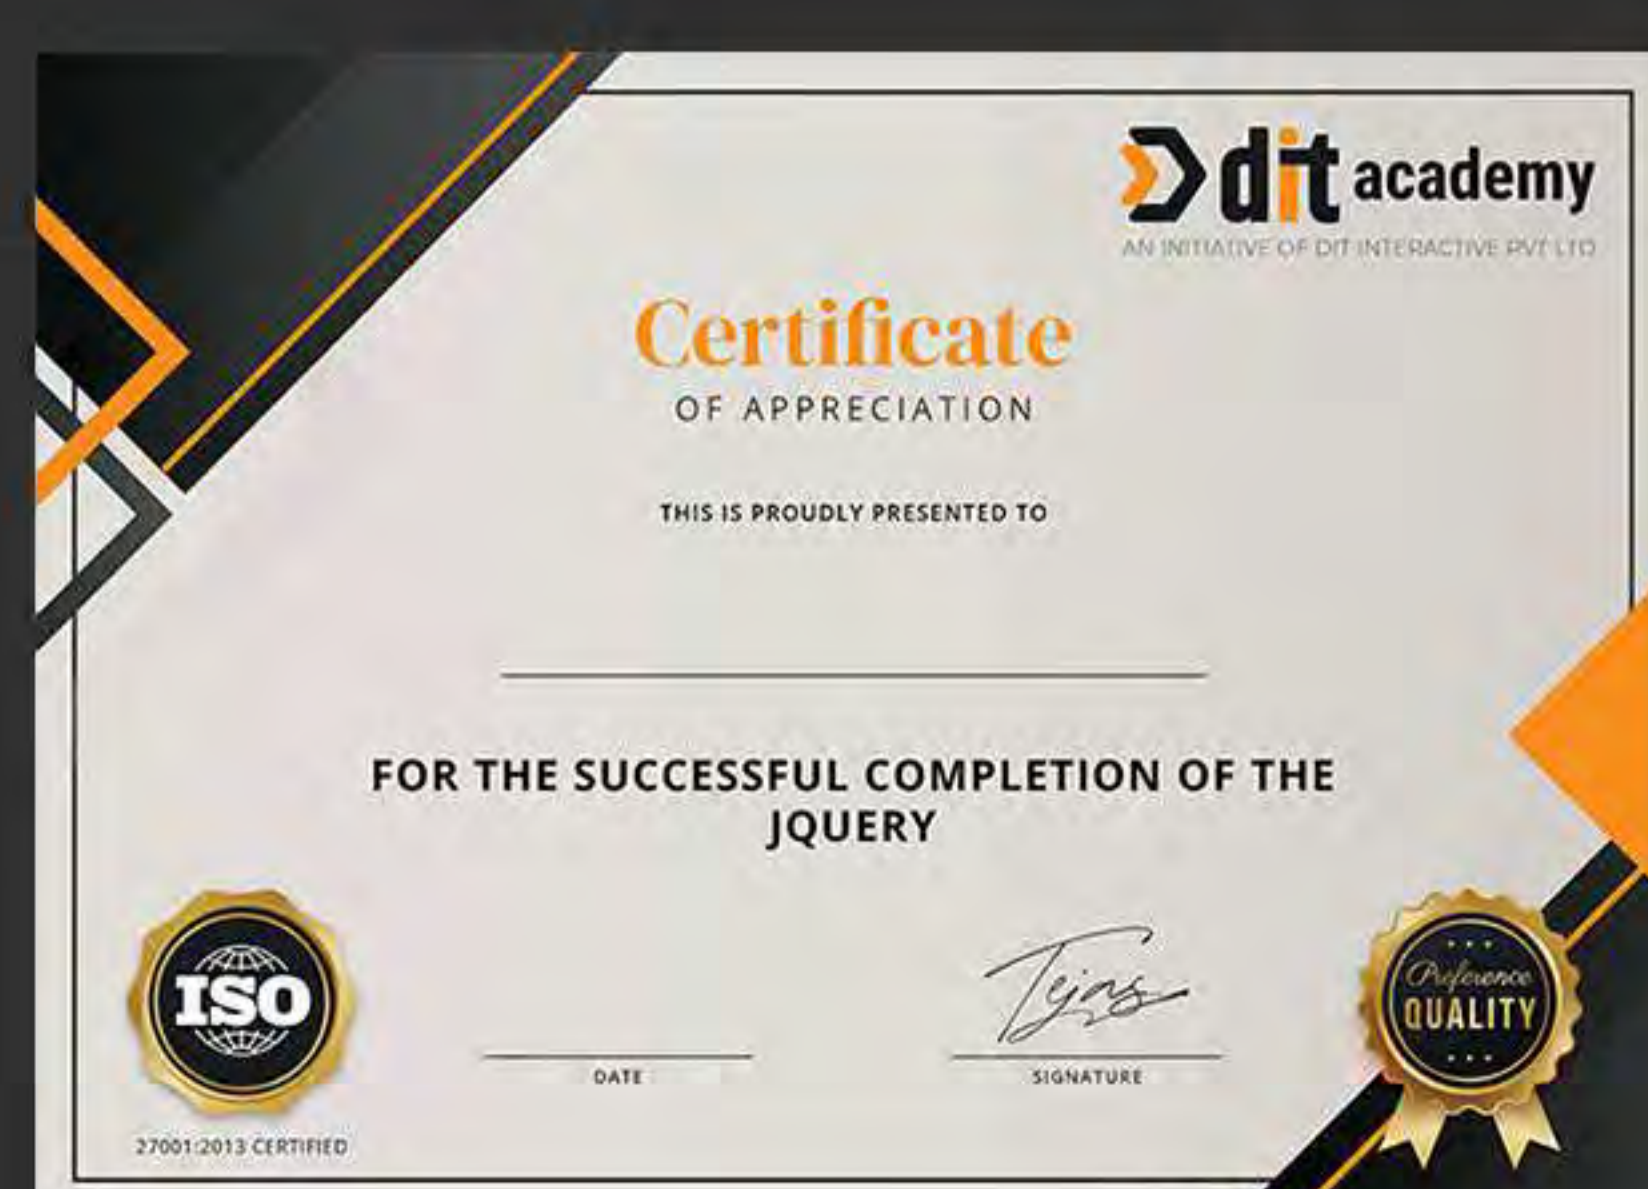 dit academy
AN INITIATIVE OF DIT INTERACTIVE PVT LTD
Certificate
OF APPRECIATION
THIS IS PROUDLY PRESENTED TO
FOR THE SUCCESSFUL COMPLETION OF THE
JQUERY
ISO
27001:2013 CERTIFIED
DATE
Tejas
SIGNATURE
Preference
QUALITY